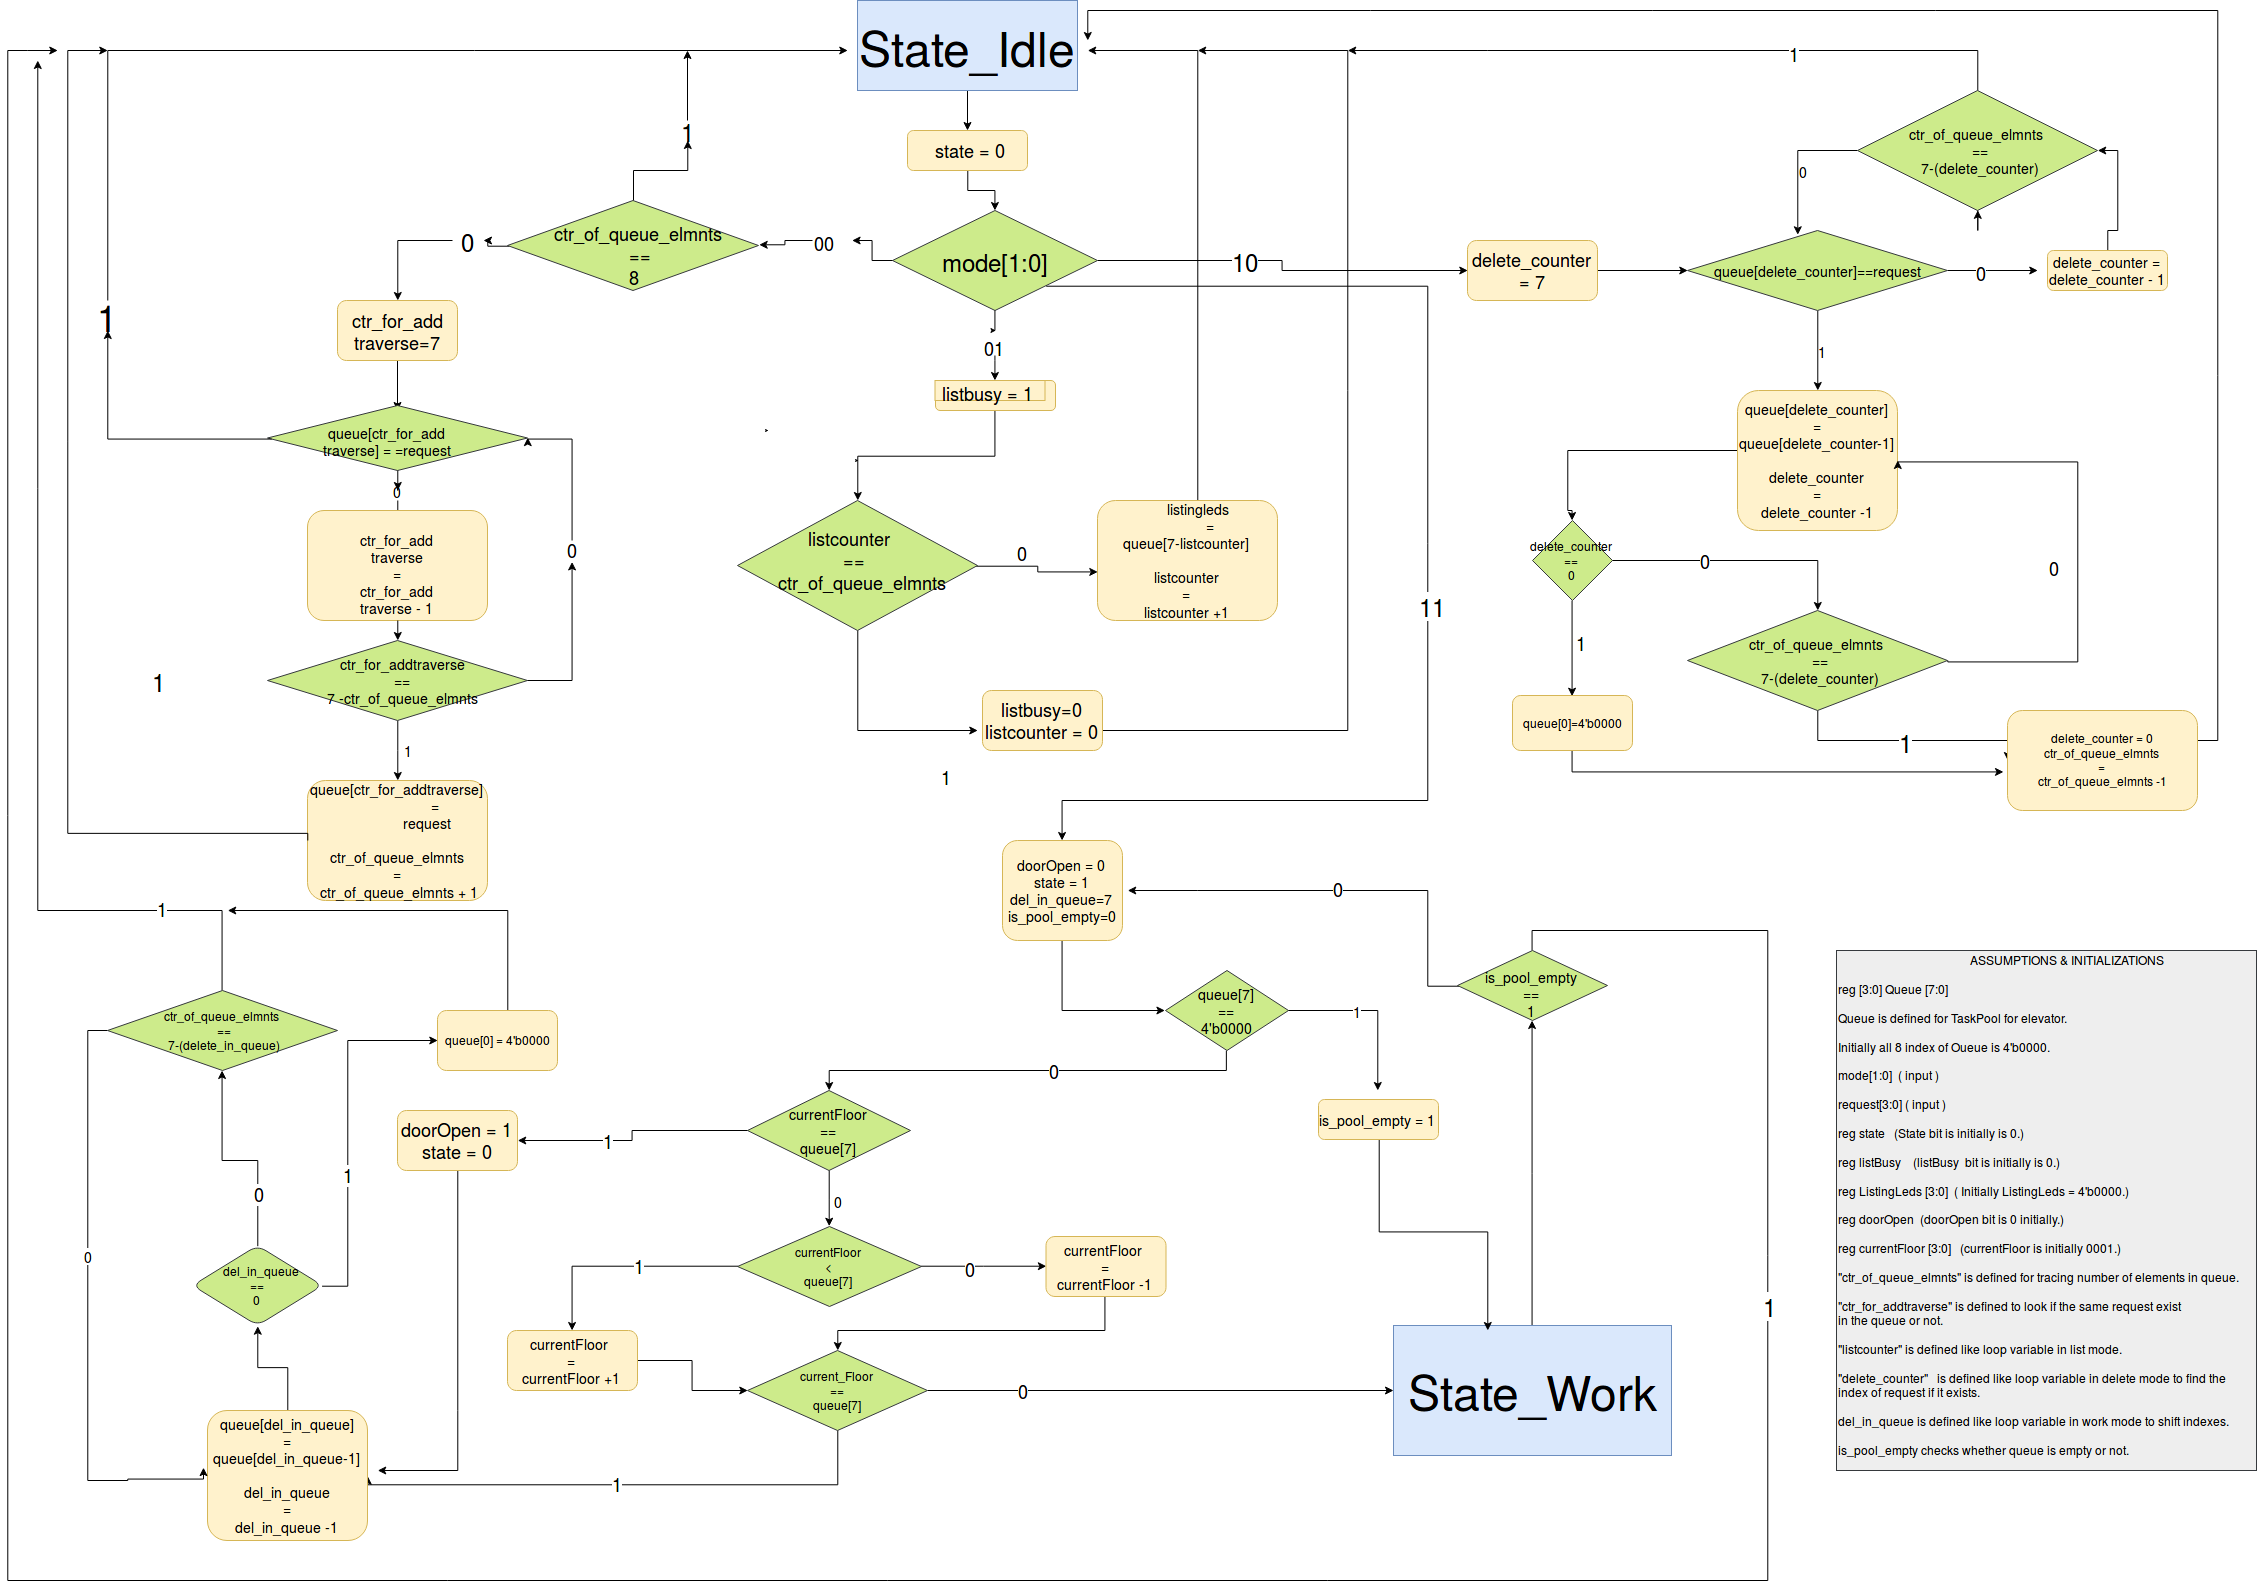 State_Idle
1
state = 0
1
ctr_of_queue_elmnts
==
8
0
00
mode[1:0]
10
delete_counter
= 7
ctr_of_queue_elmnts
==
7-(delete_counter)
0
queue[delete_counter]==request
0
delete_counter =
delete_counter - 1
1
ctr_for_add
traverse=7
1
01
listbusy = 1
queue[ctr_for_add
traverse] = =request
0
ctr_for_add
traverse
=
ctr_for_add
traverse - 1
0
ctr_for_addtraverse
==
7 -ctr_of_queue_elmnts
1
1
queue[ctr_for_addtraverse]
=
request
ctr_of_queue_elmnts
=
ctr_of_queue_elmnts + 1
listcounter
==
ctr_of_queue_elmnts
0
listingleds
=
queue[7-listcounter]
listcounter
=
listcounter +1
listbusy=0
listcounter = 0
1
11
queue[delete_counter]
=
queue[delete_counter-1]
delete_counter
=
delete_counter -1
delete_counter
==
0
0
0
1
ctr_of_queue_elmnts
==
7-(delete_counter)
queue[0]=4'b0000
1
delete_counter = 0
ctr_of_queue_elmnts
=
ctr_of_queue_elmnts -1
doorOpen = 0
state = 1
del_in_queue=7
is_pool_empty=0
0
is_pool_empty
==
1
queue[7]
==
4'b0000
1
0
is_pool_empty = 1
1
ctr_of_queue_elmnts
==
7-(delete_in_queue)
queue[0] = 4'b0000
doorOpen = 1
state = 0
1
currentFloor
==
queue[7]
0
0
1
0
del_in_queue
==
0
currentFloor
<
queue[7]
1
0
currentFloor
=
currentFloor -1
currentFloor
=
currentFloor +1
current_Floor
==
queue[7]
0
1
State_Work
1
queue[del_in_queue]
=
queue[del_in_queue-1]
del_in_queue
=
del_in_queue -1
ASSUMPTIONS & INITIALIZATIONS
reg [3:0] Queue [7:0]
Queue is defined for TaskPool for elevator.
Initially all 8 index of Queue is 4'b0000.
mode[1:0] ( input )
request[3:0] ( input )
reg state (State bit is initially is 0.)
reg listBusy (listBusy bit is initially is 0.)
reg ListingLeds [3:0] ( Initially ListingLeds = 4'b0000.)
reg doorOpen (doorOpen bit is 0 initially.)
reg currentFloor [3:0] (currentFloor is initially 0001.)
"ctr_of_queue_elmnts" is defined for tracing number of elements in queue.
"ctr_for_addtraverse" is defined to look if the same request exist
in the queue or not.
"listcounter" is defined like loop variable in list mode.
"delete_counter" is defined like loop variable in delete mode to find the
index of request if it exists.
del_in_queue is defined like loop variable in work mode to shift indexes.
is_pool_empty checks whether queue is empty or not.